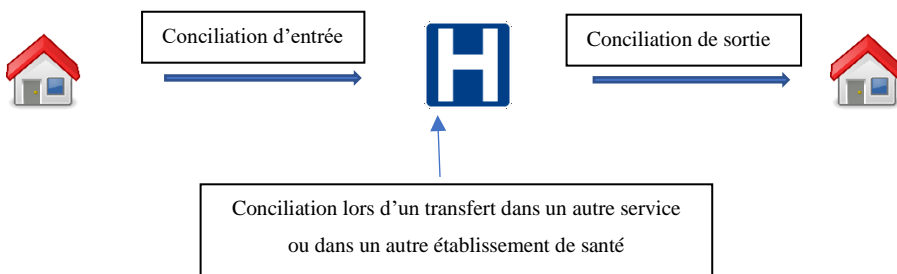 Conciliation d’entrée
H
Conciliation de sortie
Conciliation lors d’un transfert dans un autre service
ou dans un autre établissement de santé